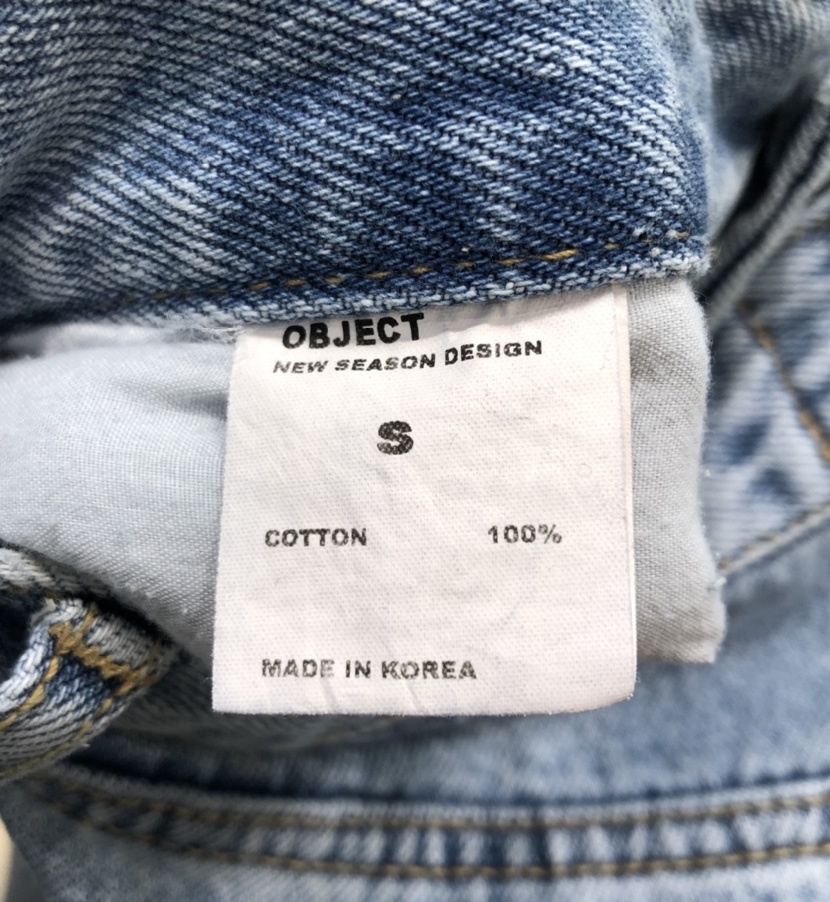 OBJECT
NEW SEASON DESIGN
S
COTTON 100%
MADE IN KOREA